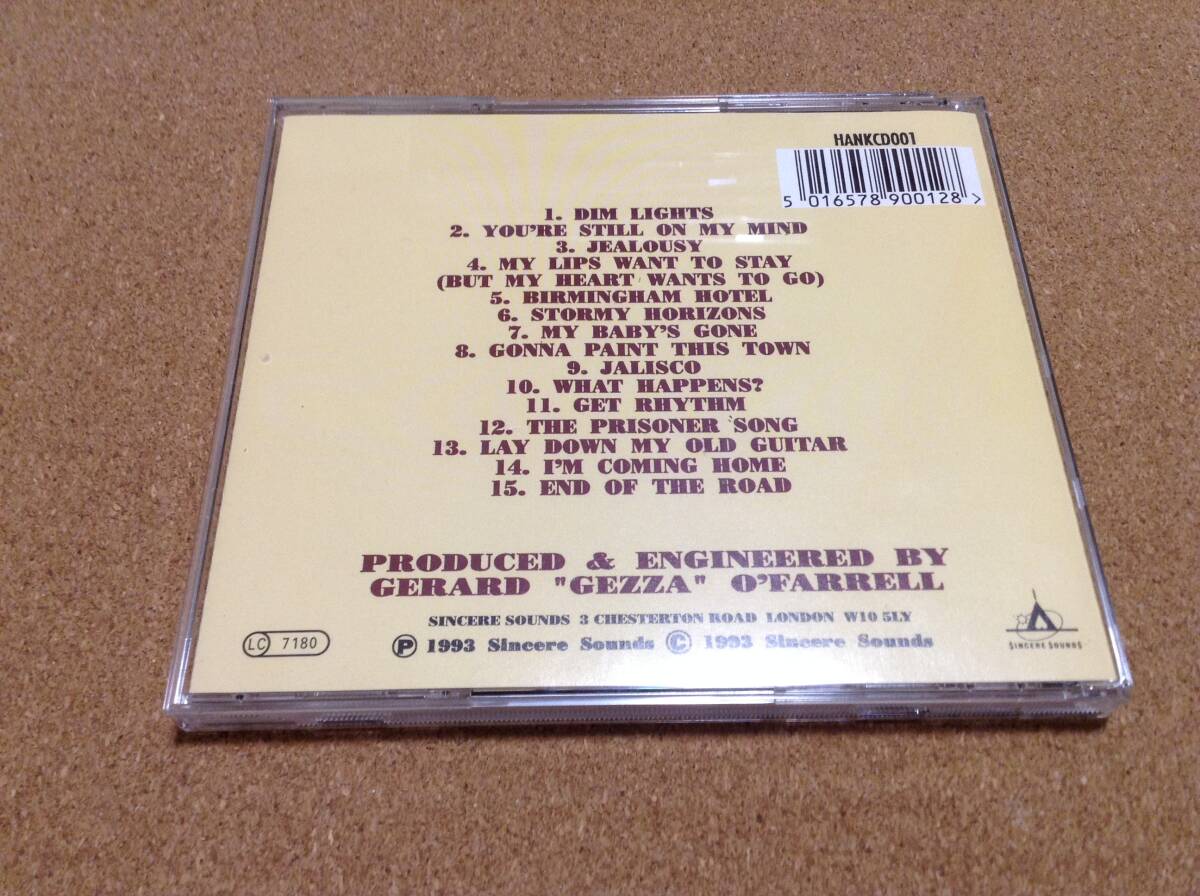 HANKCD001
5 016578 900128 >
1. DIM LIGHTS
2. YOU'RE STILL ON MY MIND
3. JEALOUSY
4. MY LIPS WANT TO STAY
(BUT MY HEART WANTS TO GO)
5. BIRMINGHAM HOTEL
6. STORMY HORIZONS
7. MY BABY'S GONE
8. GONNA PAINT THIS TOWN
9. JALISCO
10. WHAT HAPPENS?
11. GET RHYTHM
12. THE PRISONER SONG
13. LAY DOWN MY OLD GUITAR
14. I'M COMING HOME
15. END OF THE ROAD
PRODUCED & ENGINEERED BY
GERARD "GEZZA" O'FARRELL
SINCERE SOUNDS 3 CHESTERTON ROAD LONDON W10 5LY
LC 7180
Ⓟ 1993 Sincere Sounds © 1993 Sincere Sounds
$INCERE $OUND$